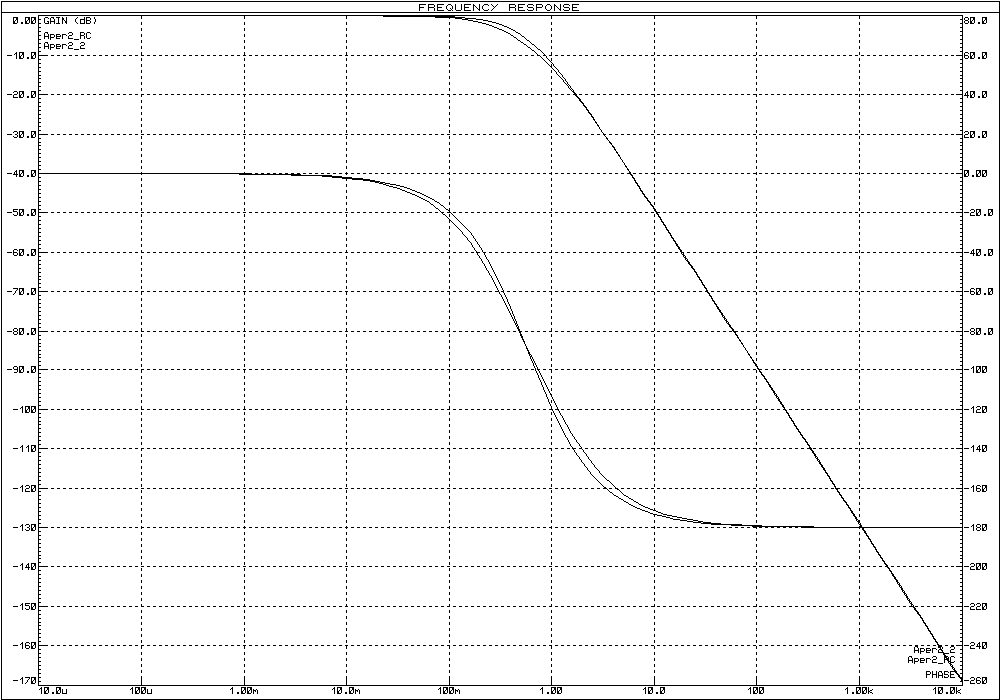 FREQUENCY RESPONSE
0.00 GAIN (dB) 80.0
Aper2_RC
Aper2_2
-10.0 60.0
-20.0 40.0
-30.0 20.0
-40.0 0.00
-50.0 -20.0
-60.0 -40.0
-70.0 -60.0
-80.0 -80.0
-90.0 -100
-100 -120
-110 -140
-120 -160
-130 -180
-140 -200
-150 -220
-160 -240
Aper2_2
Aper2_RC
PHASE
-170 -260
10.0u 100u 1.00m 10.0m 100m 1.00 10.0 100 1.00k 10.0k